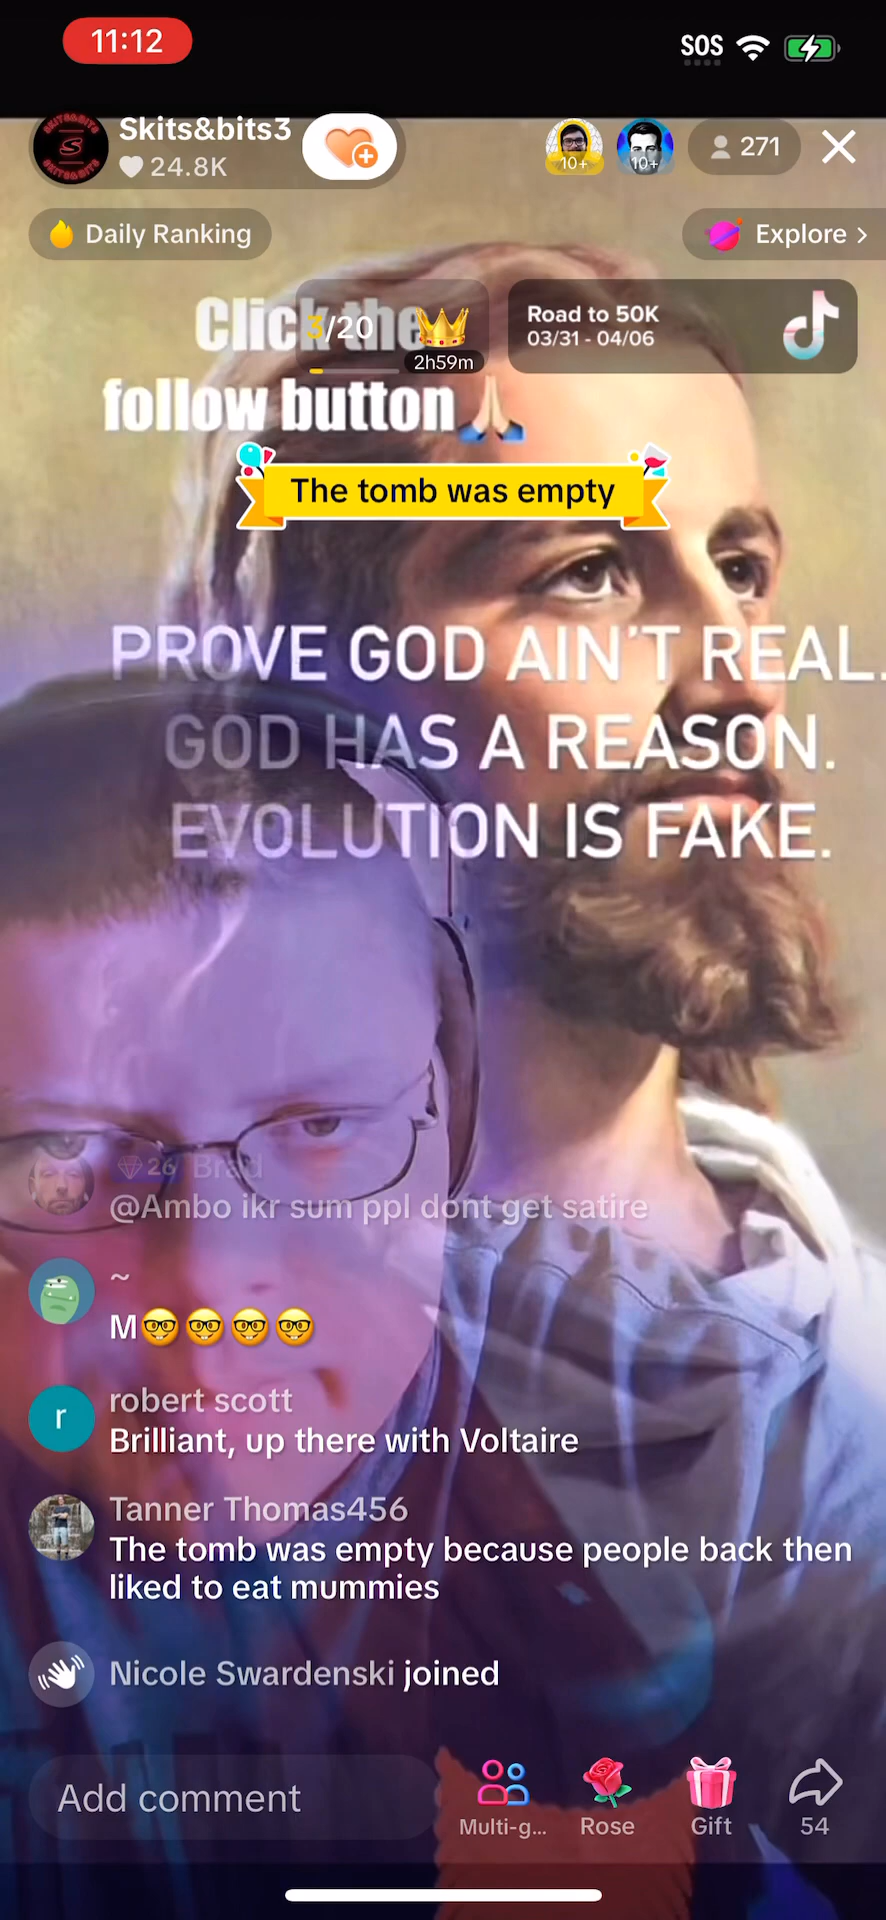 11:12
SOS
Skits&bits3
24.8K
10+
10+
271
Daily Ranking
Explore >
Click the
3/20
2h59m
Road to 50K
03/31 - 04/06
follow button🙏🏻
The tomb was empty
PROVE GOD AIN'T REAL.
GOD HAS A REASON.
EVOLUTION IS FAKE.
26 Brad
@Ambo ikr sum ppl dont get satire
~
M🤓🤓🤓🤓
r
robert scott
Brilliant, up there with Voltaire
Tanner Thomas456
The tomb was empty because people back then
liked to eat mummies
Nicole Swardenski joined
Add comment
Multi-g...
Rose
Gift
54